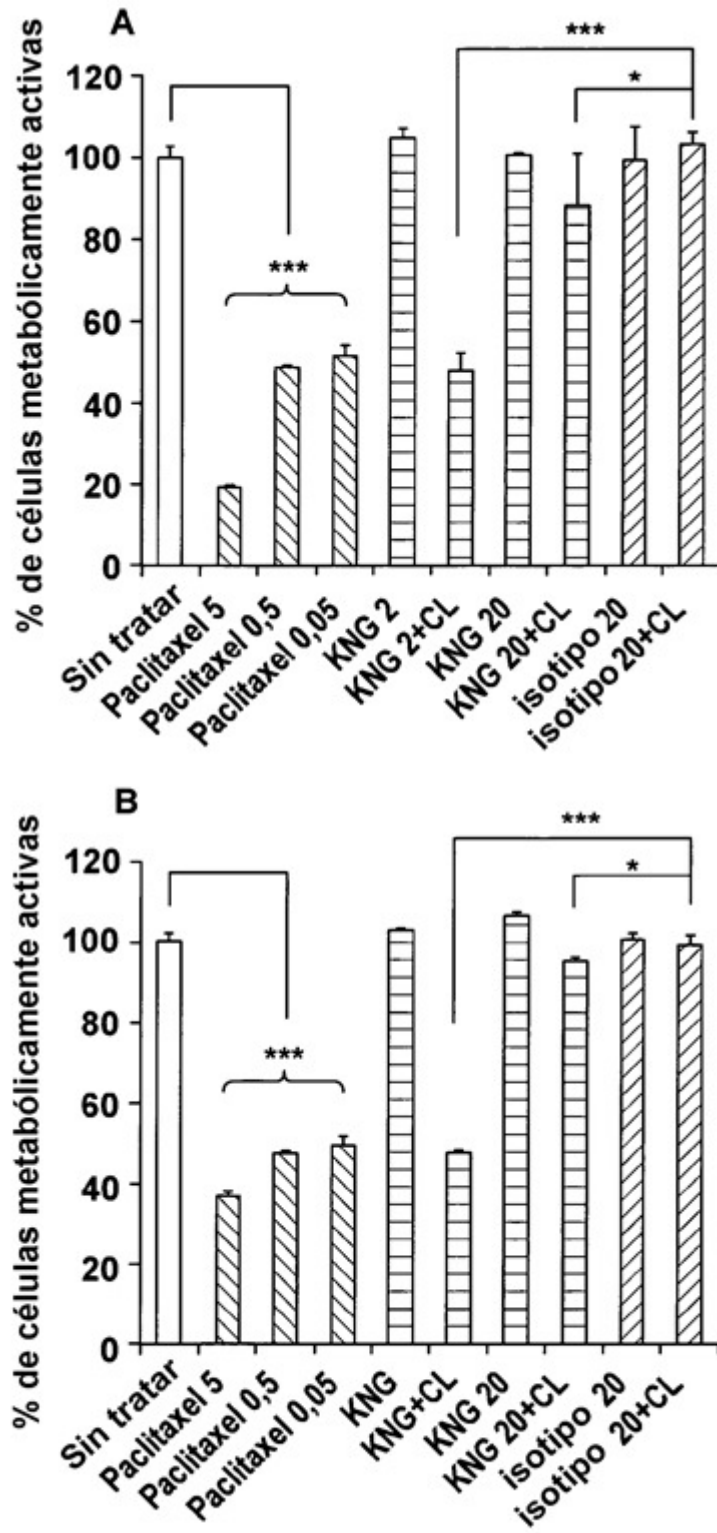 A
***
*
120
100
80
60
40
20
0
***
% de células metabólicamente activas
Sin tratar
Paclitaxel 5
Paclitaxel 0,5
Paclitaxel 0,05
KNG 2
KNG 2+CL
KNG 20
KNG 20+CL
isotipo 20
isotipo 20+CL
B
***
*
120
100
80
60
40
20
0
***
% de células metabólicamente activas
Sin tratar
Paclitaxel 5
Paclitaxel 0,5
Paclitaxel 0,05
KNG
KNG+CL
KNG 20
KNG 20+CL
isotipo 20
isotipo 20+CL